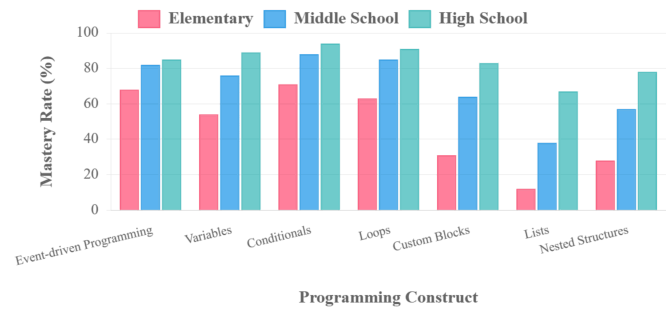 Elementary Middle School High School
100
80
60
40
20
0
Mastery Rate (%)
Event-driven Programming Variables Conditionals Loops Custom Blocks Lists Nested Structures
Programming Construct